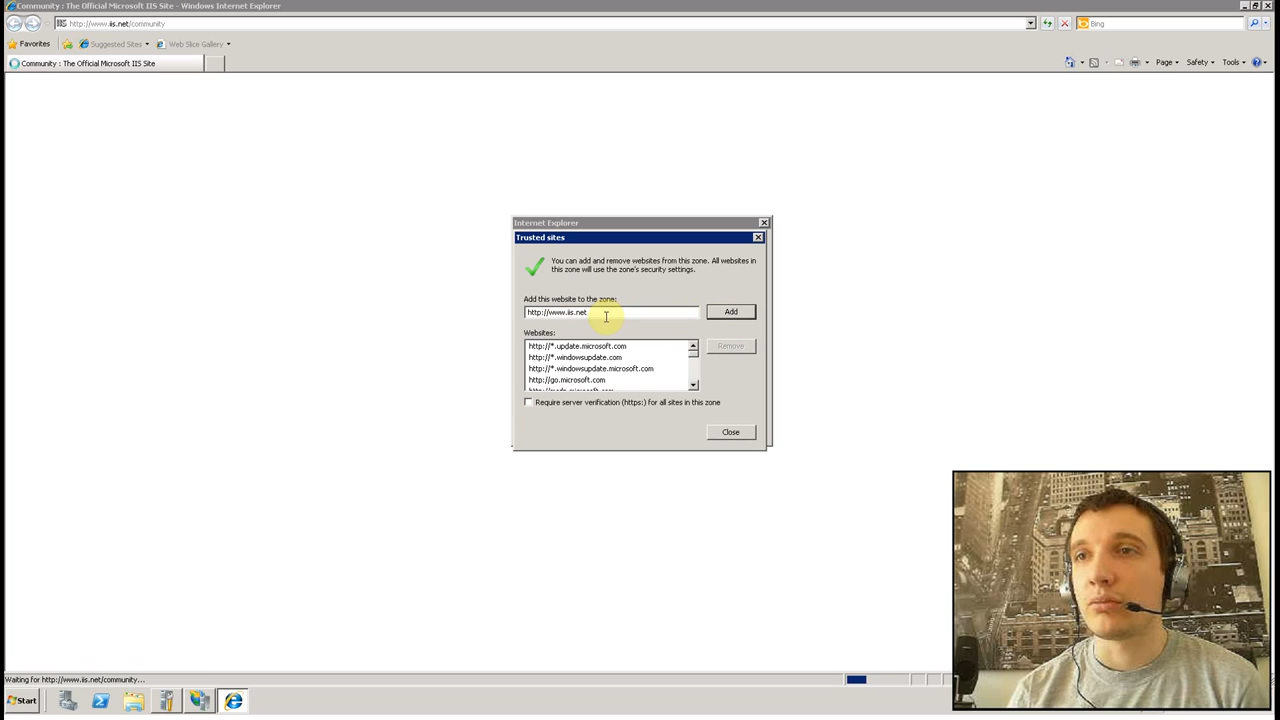 Community : The Official Microsoft IIS Site - Windows Internet Explorer
http://www.iis.net/community
Bing
Favorites
Suggested Sites
Web Slice Gallery
Community : The Official Microsoft IIS Site
Page
Safety
Tools
Internet Explorer
Trusted sites
You can add and remove websites from this zone. All websites in
this zone will use the zone's security settings.
Add this website to the zone:
http://www.iis.net
Add
Websites:
http://*.update.microsoft.com
http://*.windowsupdate.com
http://*.windowsupdate.microsoft.com
http://go.microsoft.com
Remove
Require server verification (https:) for all sites in this zone
Close
Waiting for http://www.iis.net/community...
Start